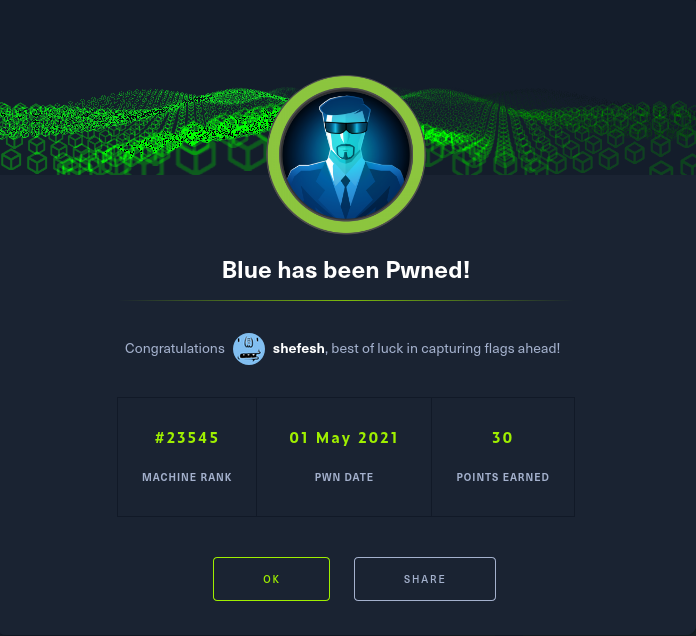 Blue has been Pwned!
Congratulations shefesh, best of luck in capturing flags ahead!
#23545 01 May 2021 30
MACHINE RANK PWN DATE POINTS EARNED
OK SHARE